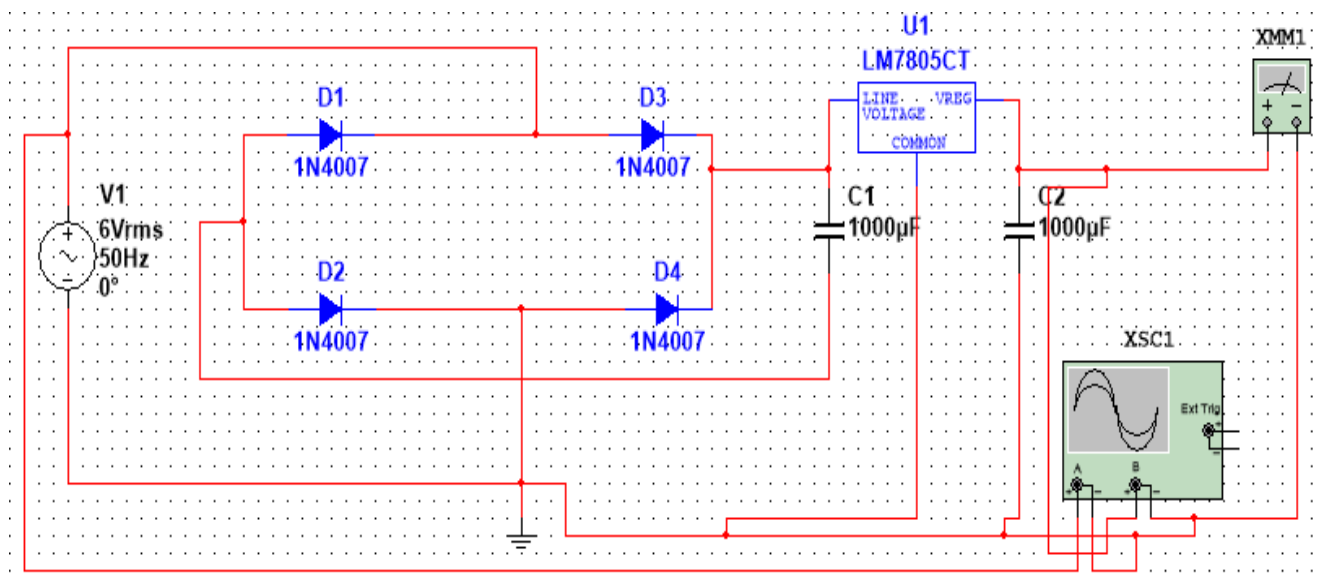 U1
LM7805CT
XMM1
D1
D3
LINE VREG
VOLTAGE
COMMON
+ −
1N4007
1N4007
V1
6Vrms
50Hz
0°
+
−
C1
1000µF
C2
1000µF
D2
D4
1N4007
1N4007
XSC1
Ext Trig
+
−
A B
+ − + −